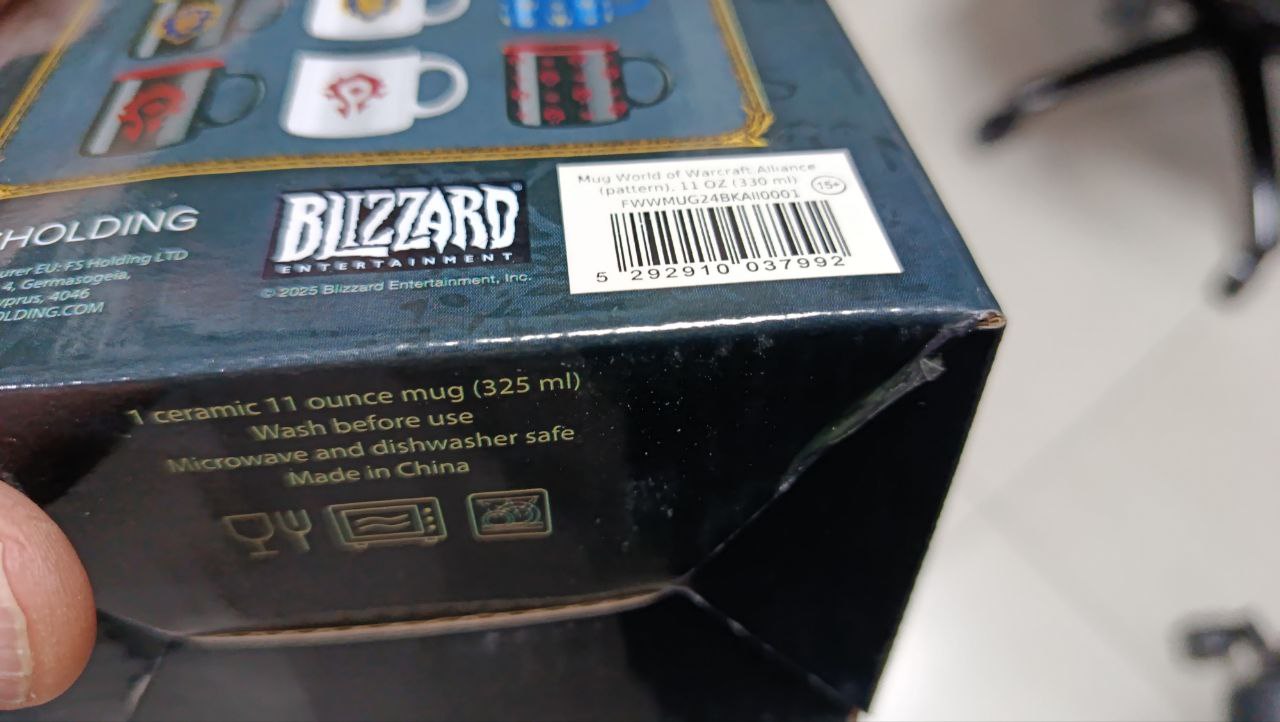 HOLDING
urer EU: FS Holding LTD
4, Germasogeia,
yprus, 4046
OLDING.COM
BLIZZARD®
ENTERTAINMENT
© 2025 Blizzard Entertainment, Inc.
Mug World of Warcraft Alliance
(pattern), 11 OZ (330 ml)
15+
FWWMUG24BKAll0001
5 292910 037992
1 ceramic 11 ounce mug (325 ml)
Wash before use
Microwave and dishwasher safe
Made in China